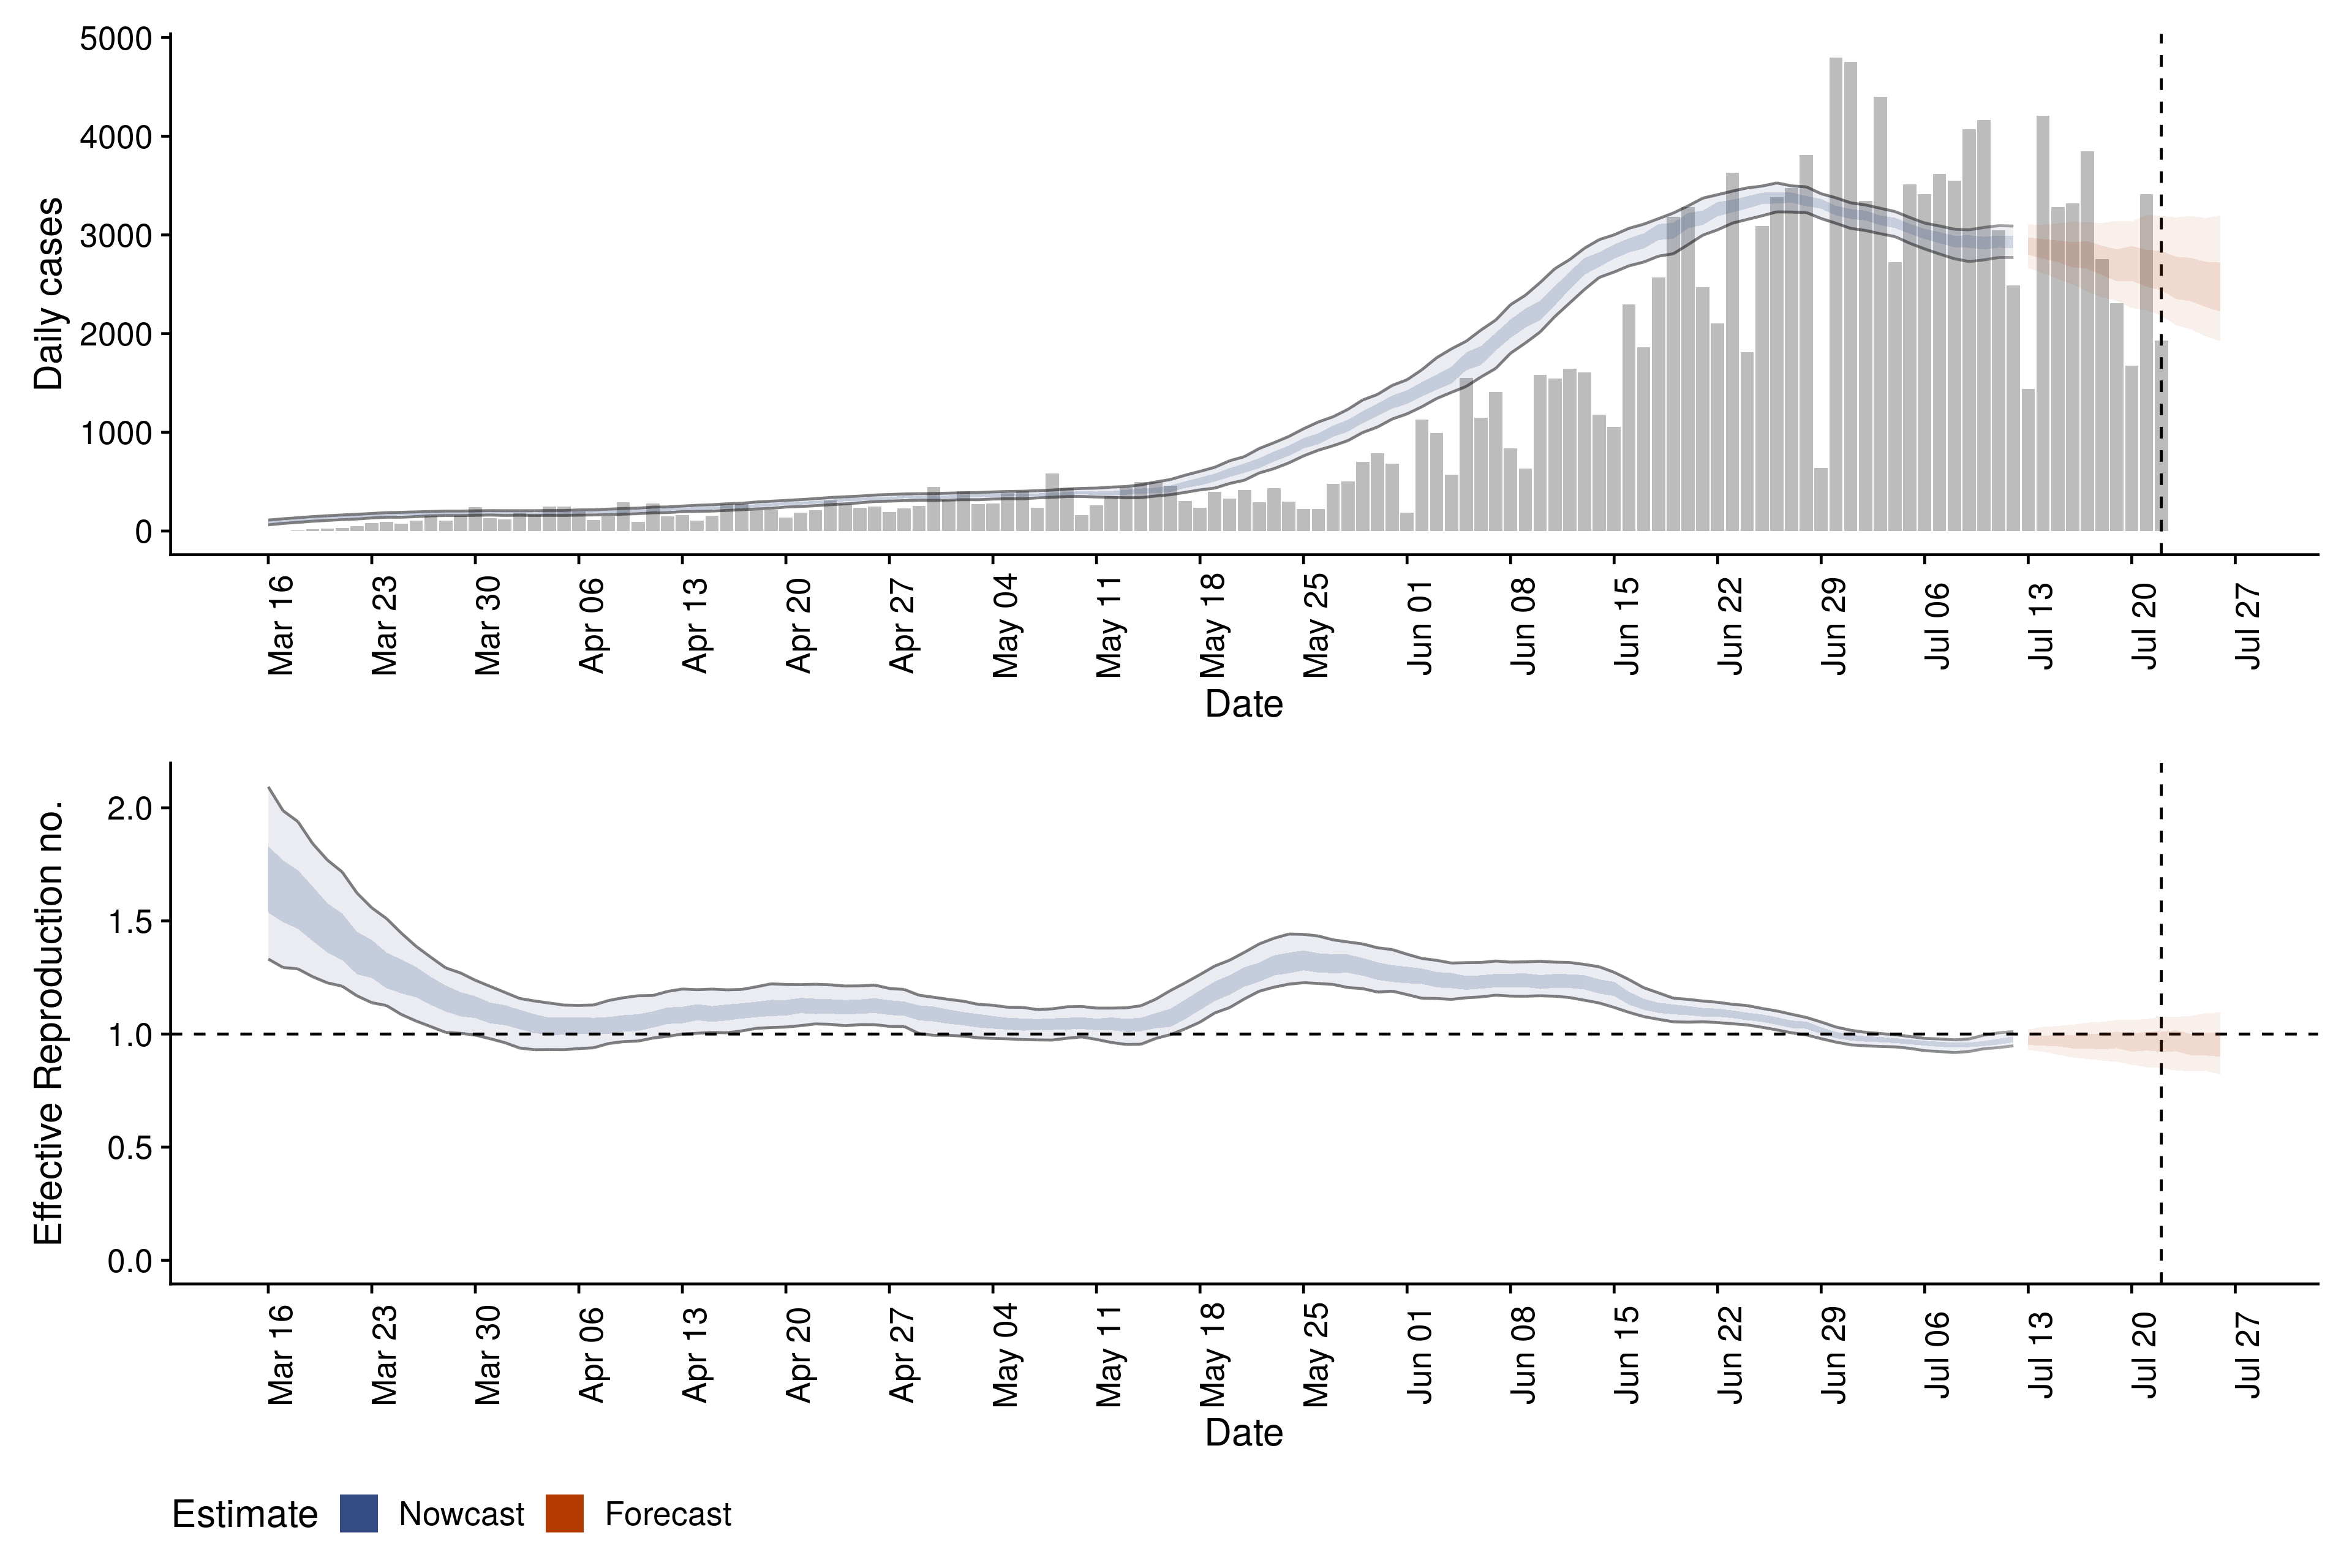 5000
4000
3000
2000
1000
0
Daily cases
Mar 16
Mar 23
Mar 30
Apr 06
Apr 13
Apr 20
Apr 27
May 04
May 11
May 18
May 25
Jun 01
Jun 08
Jun 15
Jun 22
Jun 29
Jul 06
Jul 13
Jul 20
Jul 27
Date
2.0
1.5
1.0
0.5
0.0
Effective Reproduction no.
Mar 16
Mar 23
Mar 30
Apr 06
Apr 13
Apr 20
Apr 27
May 04
May 11
May 18
May 25
Jun 01
Jun 08
Jun 15
Jun 22
Jun 29
Jul 06
Jul 13
Jul 20
Jul 27
Date
Estimate Nowcast Forecast